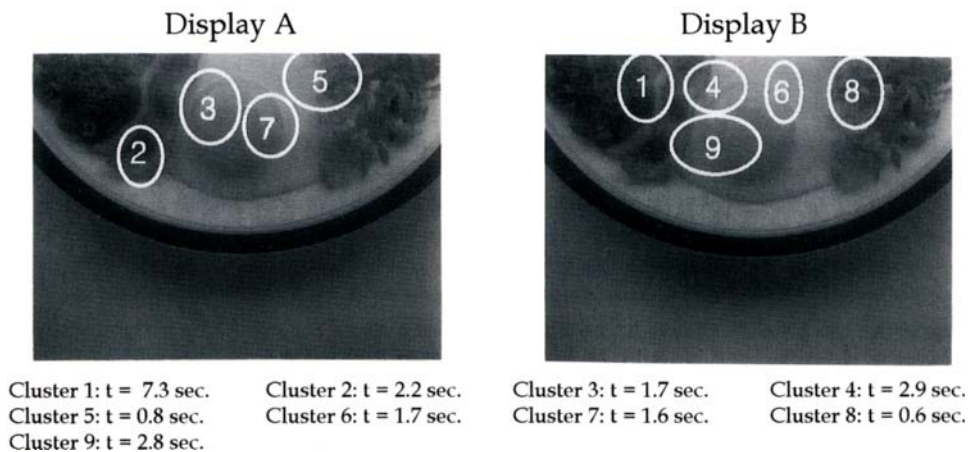 Display A Display B
5
3
7
2
1 4 6 8
9
Cluster 1: t = 7.3 sec. Cluster 2: t = 2.2 sec. Cluster 3: t = 1.7 sec. Cluster 4: t = 2.9 sec.
Cluster 5: t = 0.8 sec. Cluster 6: t = 1.7 sec. Cluster 7: t = 1.6 sec. Cluster 8: t = 0.6 sec.
Cluster 9: t = 2.8 sec.